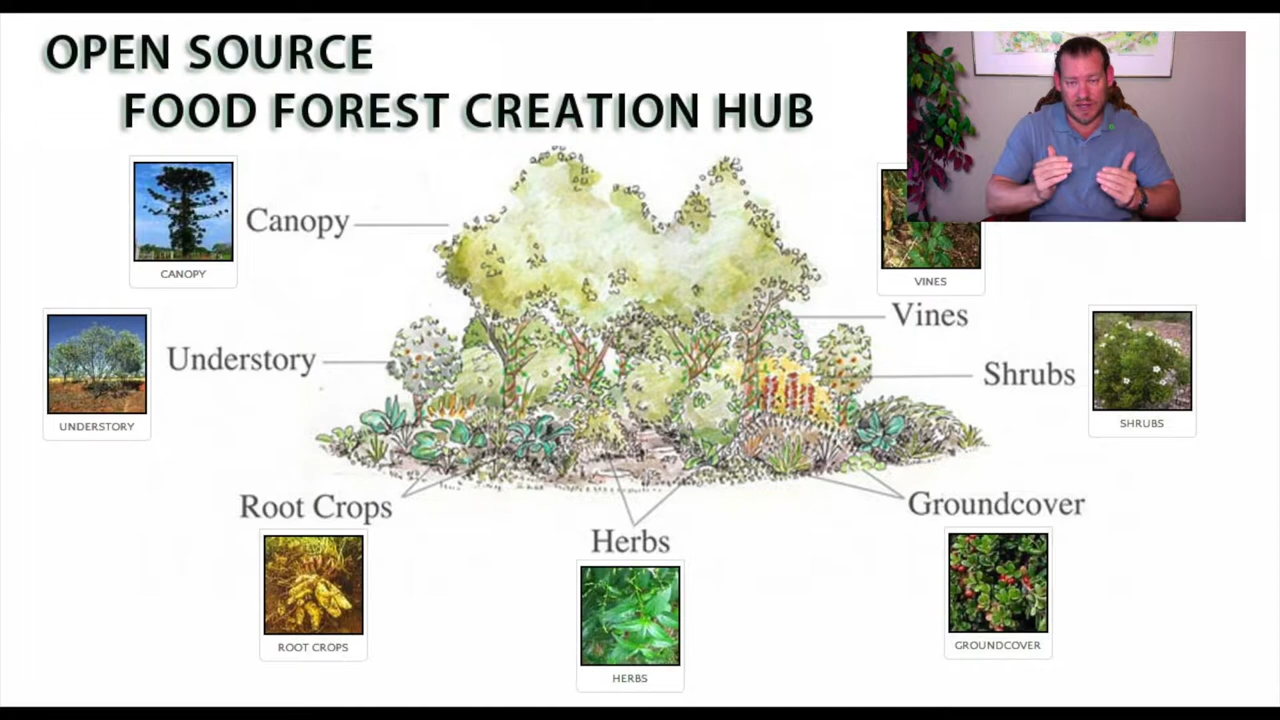 OPEN SOURCE
FOOD FOREST CREATION HUB
CANOPY
Canopy
VINES
Vines
UNDERSTORY
Understory
Shrubs
SHRUBS
Root Crops
ROOT CROPS
Herbs
HERBS
Groundcover
GROUNDCOVER